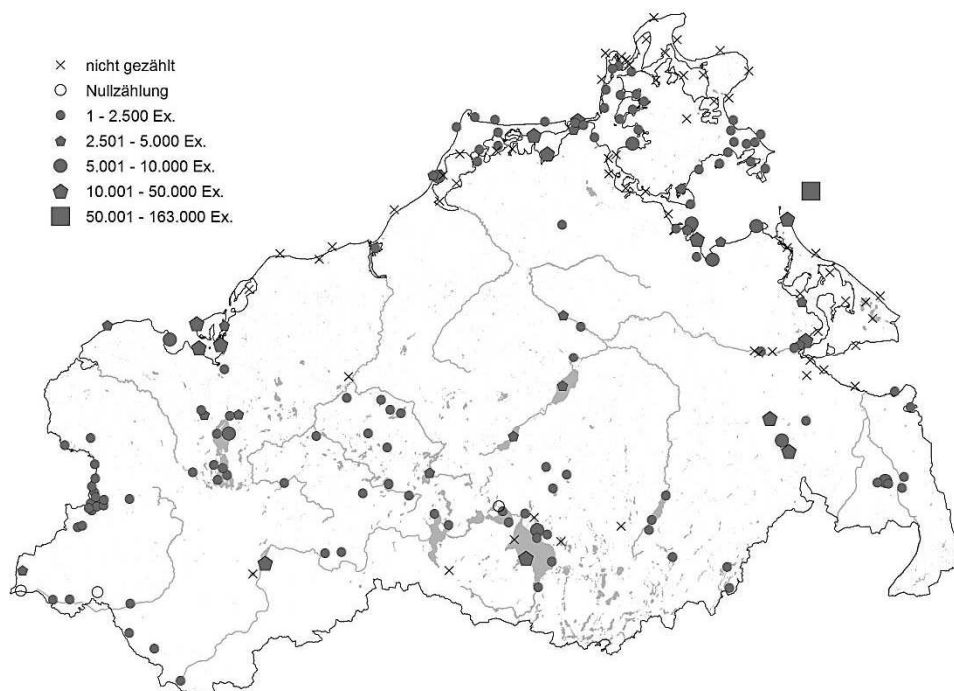 nicht gezählt
Nullzählung
1 - 2.500 Ex.
2.501 - 5.000 Ex.
5.001 - 10.000 Ex.
10.001 - 50.000 Ex.
50.001 - 163.000 Ex.